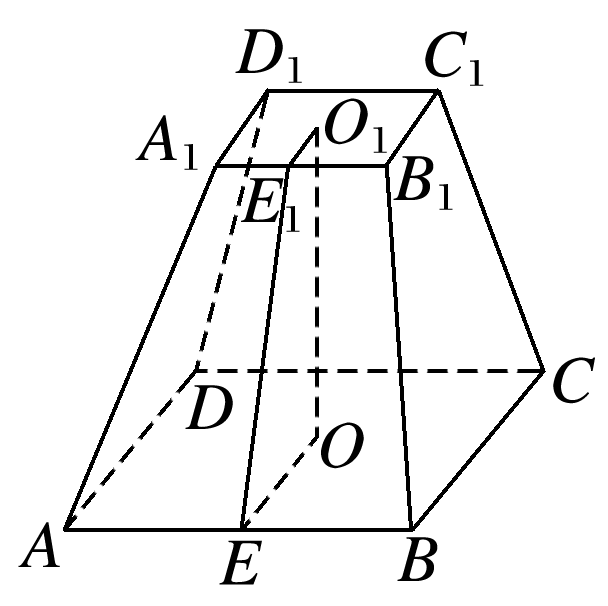 D₁ C₁
A₁ O₁
E₁ B₁
D C
O
A E B